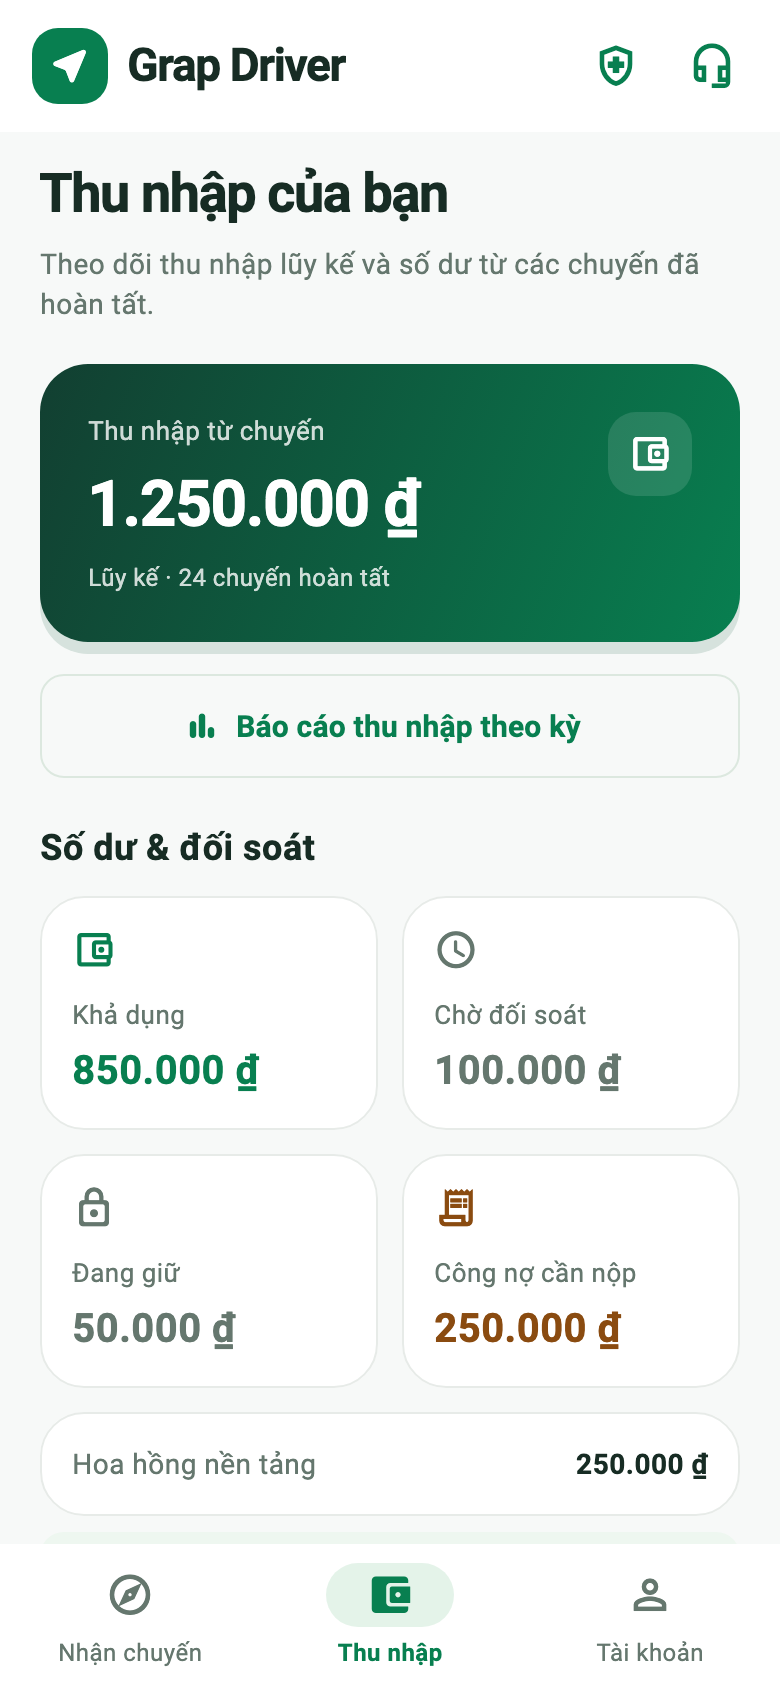 Grap Driver
Thu nhập của bạn
Theo dõi thu nhập lũy kế và số dư từ các chuyến đã
hoàn tất.
Thu nhập từ chuyến
1.250.000 ₫
Lũy kế · 24 chuyến hoàn tất
Báo cáo thu nhập theo kỳ
Số dư & đối soát
Khả dụng
850.000 ₫
Chờ đối soát
100.000 ₫
Đang giữ
50.000 ₫
Công nợ cần nộp
250.000 ₫
Hoa hồng nền tảng
250.000 ₫
Nhận chuyến
Thu nhập
Tài khoản